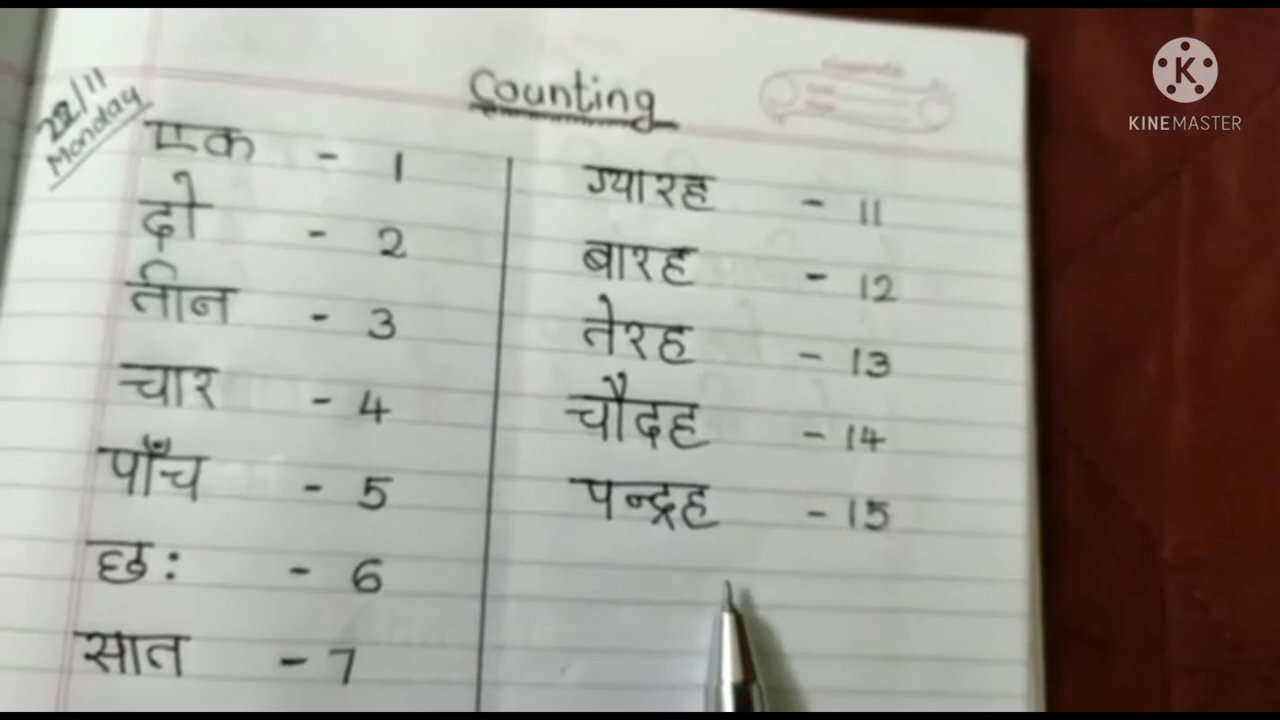 Counting
22/11
Monday
एक - 1
दो - 2
तीन - 3
चार - 4
पाँच - 5
छः - 6
सात - 7
ग्यारह - 11
बारह - 12
तेरह - 13
चौदह - 14
पन्द्रह - 15
KINEMASTER